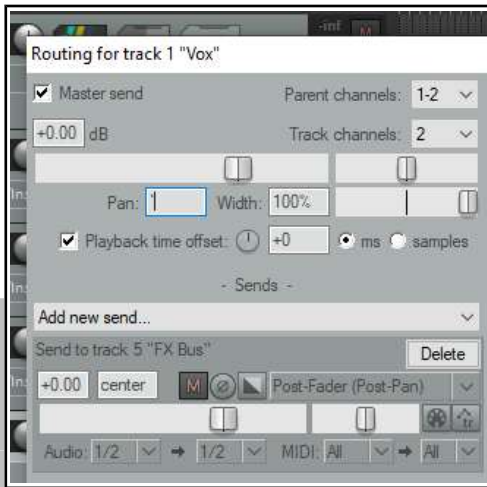 -inf M
Routing for track 1 "Vox"
Master send Parent channels: 1-2
+0.00 dB Track channels: 2
Pan: Width: 100%
Playback time offset: +0 ms samples
- Sends -
Add new send...
Send to track 5 "FX Bus" Delete
+0.00 center M Post-Fader (Post-Pan)
Audio: 1/2 → 1/2 MIDI: All → All